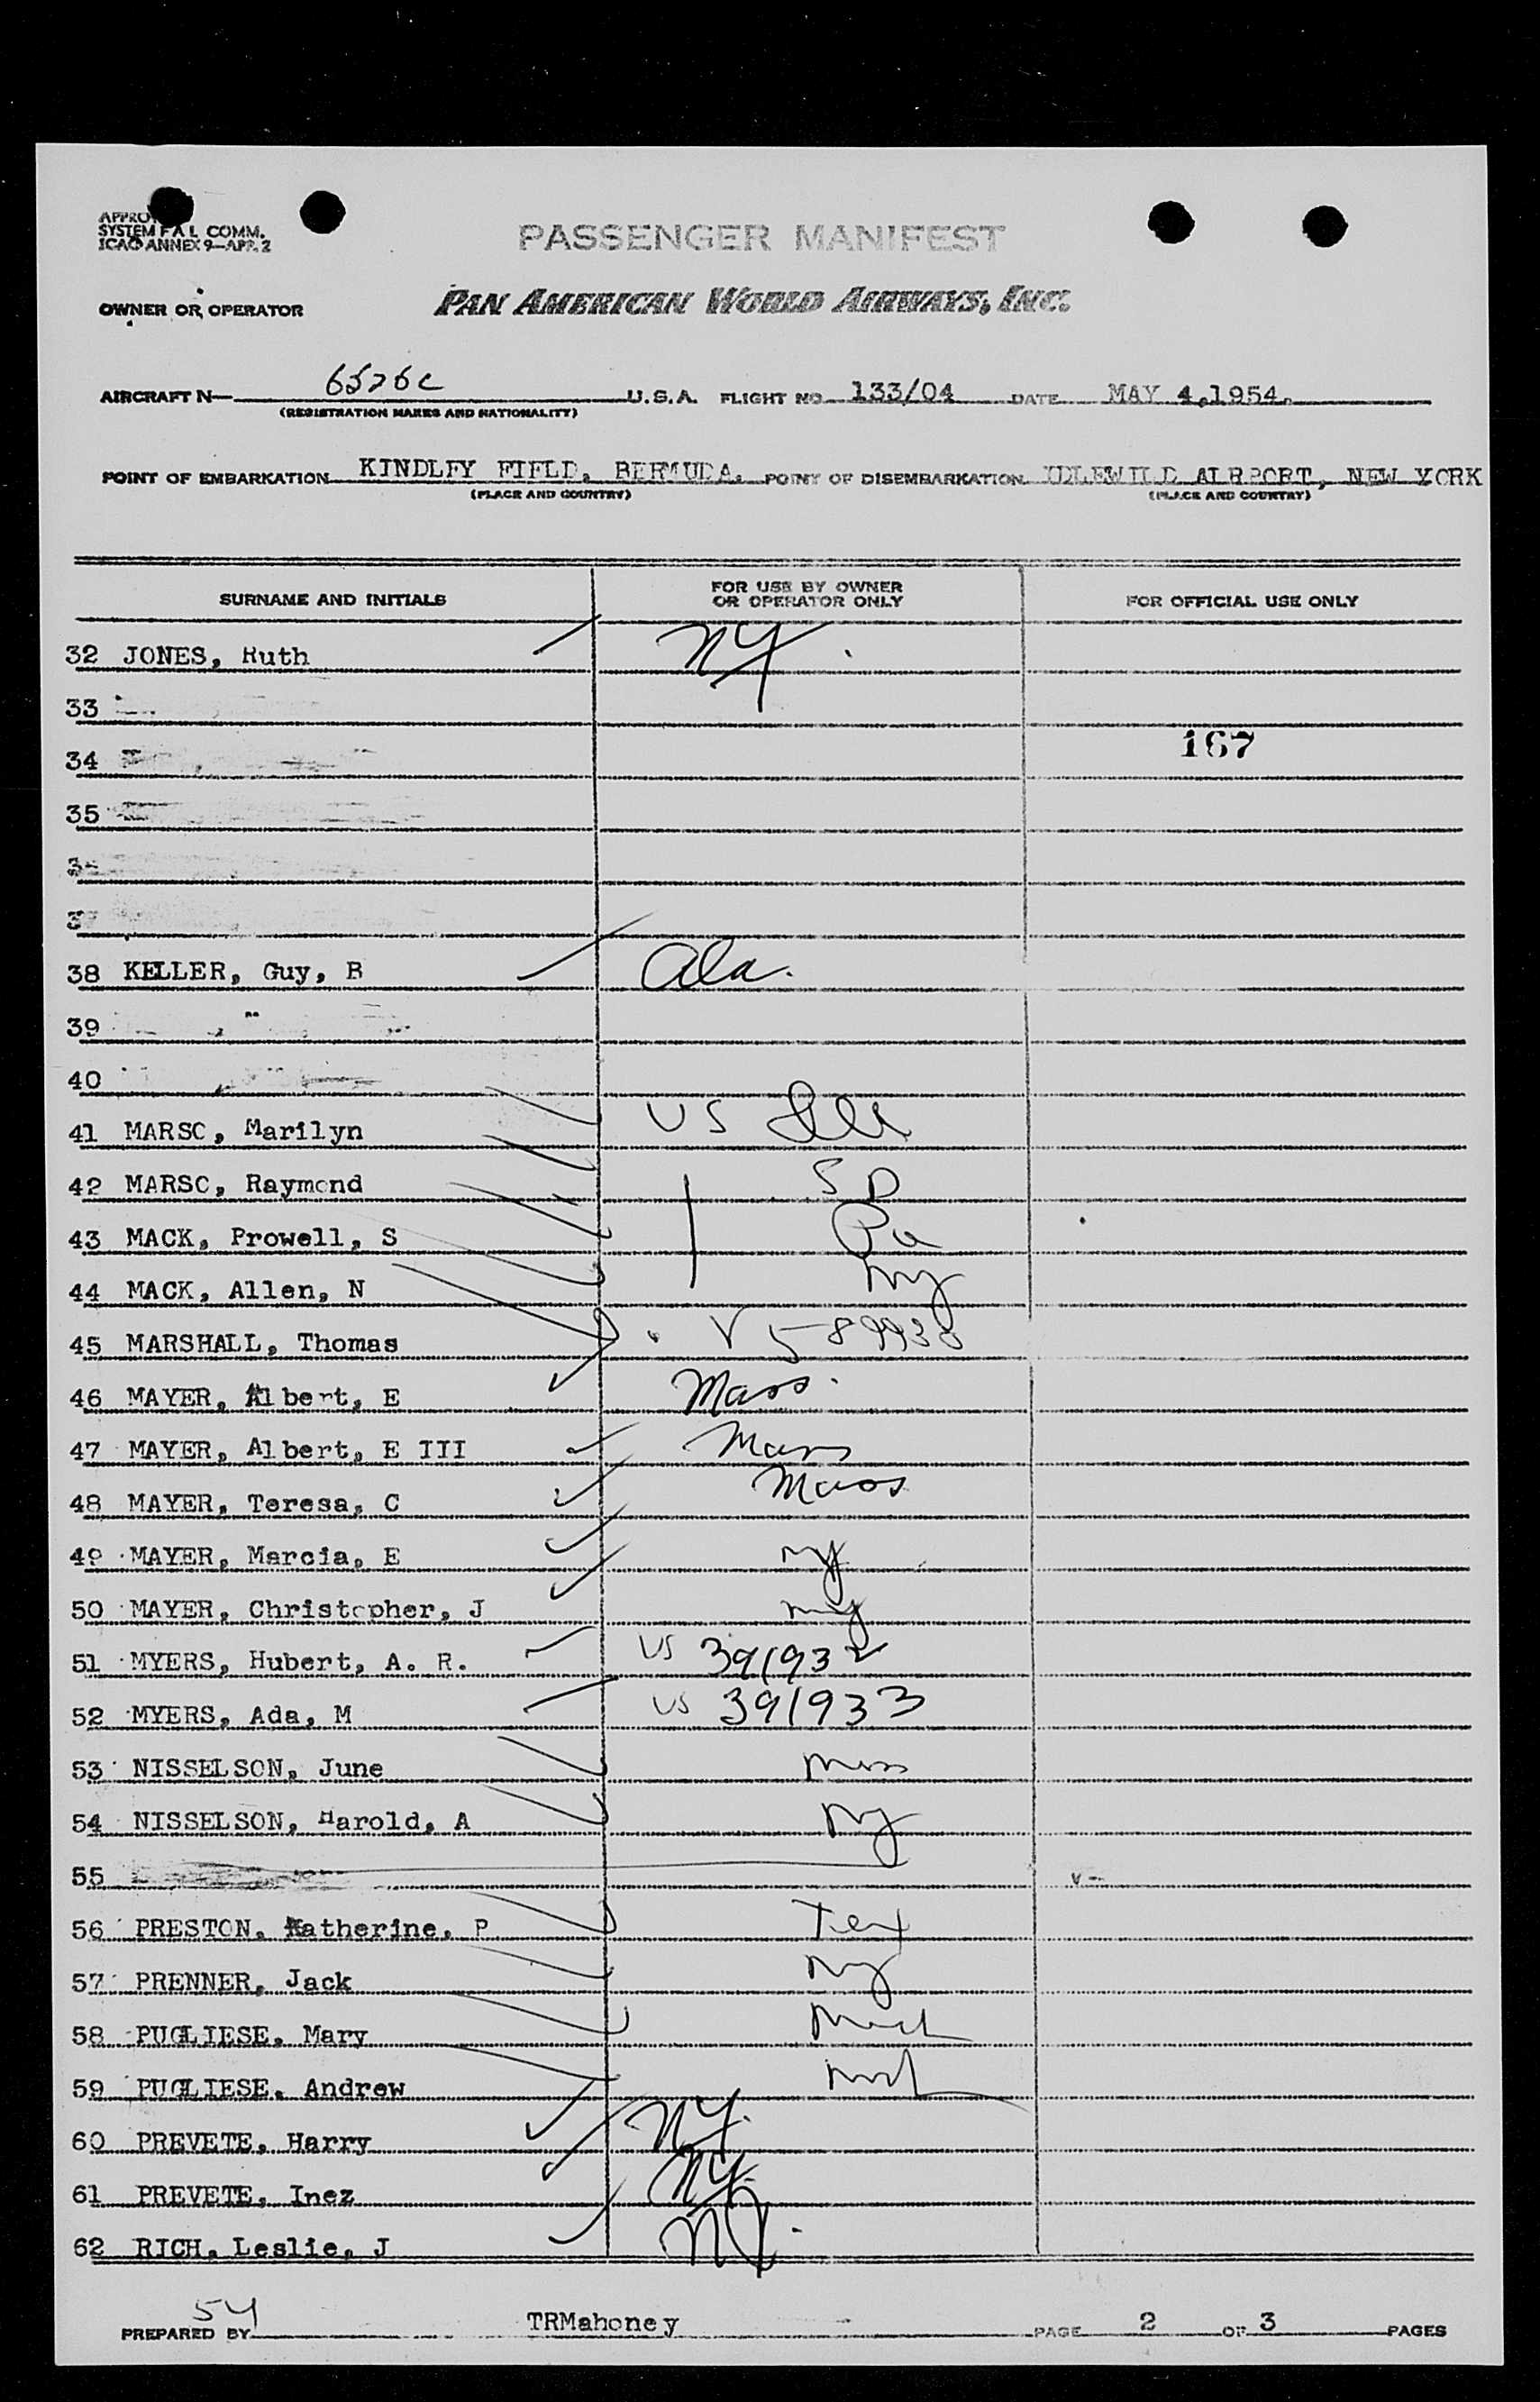 SYSTEM F A L COMM.
ICAO ANNEX 9—APP. 2
PASSENGER MANIFEST
OWNER OR OPERATOR PAN AMERICAN WORLD AIRWAYS, INC.
AIRCRAFT N— U.S.A. FLIGHT NO 133/04 DATE MAY 4,1954.
(REGISTRATION MARKS AND NATIONALITY)
POINT OF EMBARKATION KINDLEY FIELD, BERMUDA. POINT OF DISEMBARKATION IDLEWILD AIRPORT, NEW YORK
(PLACE AND COUNTRY) (PLACE AND COUNTRY)
SURNAME AND INITIALS FOR USE BY OWNER OR OPERATOR ONLY FOR OFFICIAL USE ONLY
32 JONES, Ruth NY.
33
34 167
35
37
38 KELLER, Guy, B Ala.
39
40
41 MARSC, Marilyn US Ill
42 MARSC, Raymond S D
43 MACK, Prowell, S Pa
44 MACK, Allen, N NY
45 MARSHALL, Thomas V 589930
46 MAYER, Albert, E Mass.
47 MAYER, Albert, E III Mass
48 MAYER, Teresa, C Mass
49 MAYER, Marcia, E NY
50 MAYER, Christopher, J NY
51 MYERS, Hubert, A. R. US 391932
52 MYERS, Ada, M US 391933
53 NISSELSON, June
54 NISSELSON, Harold, A NY
55
56 PRESTON, Katherine, P Tex
57 PRENNER, Jack NY
58 PUGLIESE, Mary Mich
59 PUGLIESE, Andrew
60 PREVETE, Harry NY.
61 PREVETE, Inez NY.
62 RICH, Leslie, J NJ.
54
PREPARED BY TRMahoney PAGE 2 OF 3 PAGES